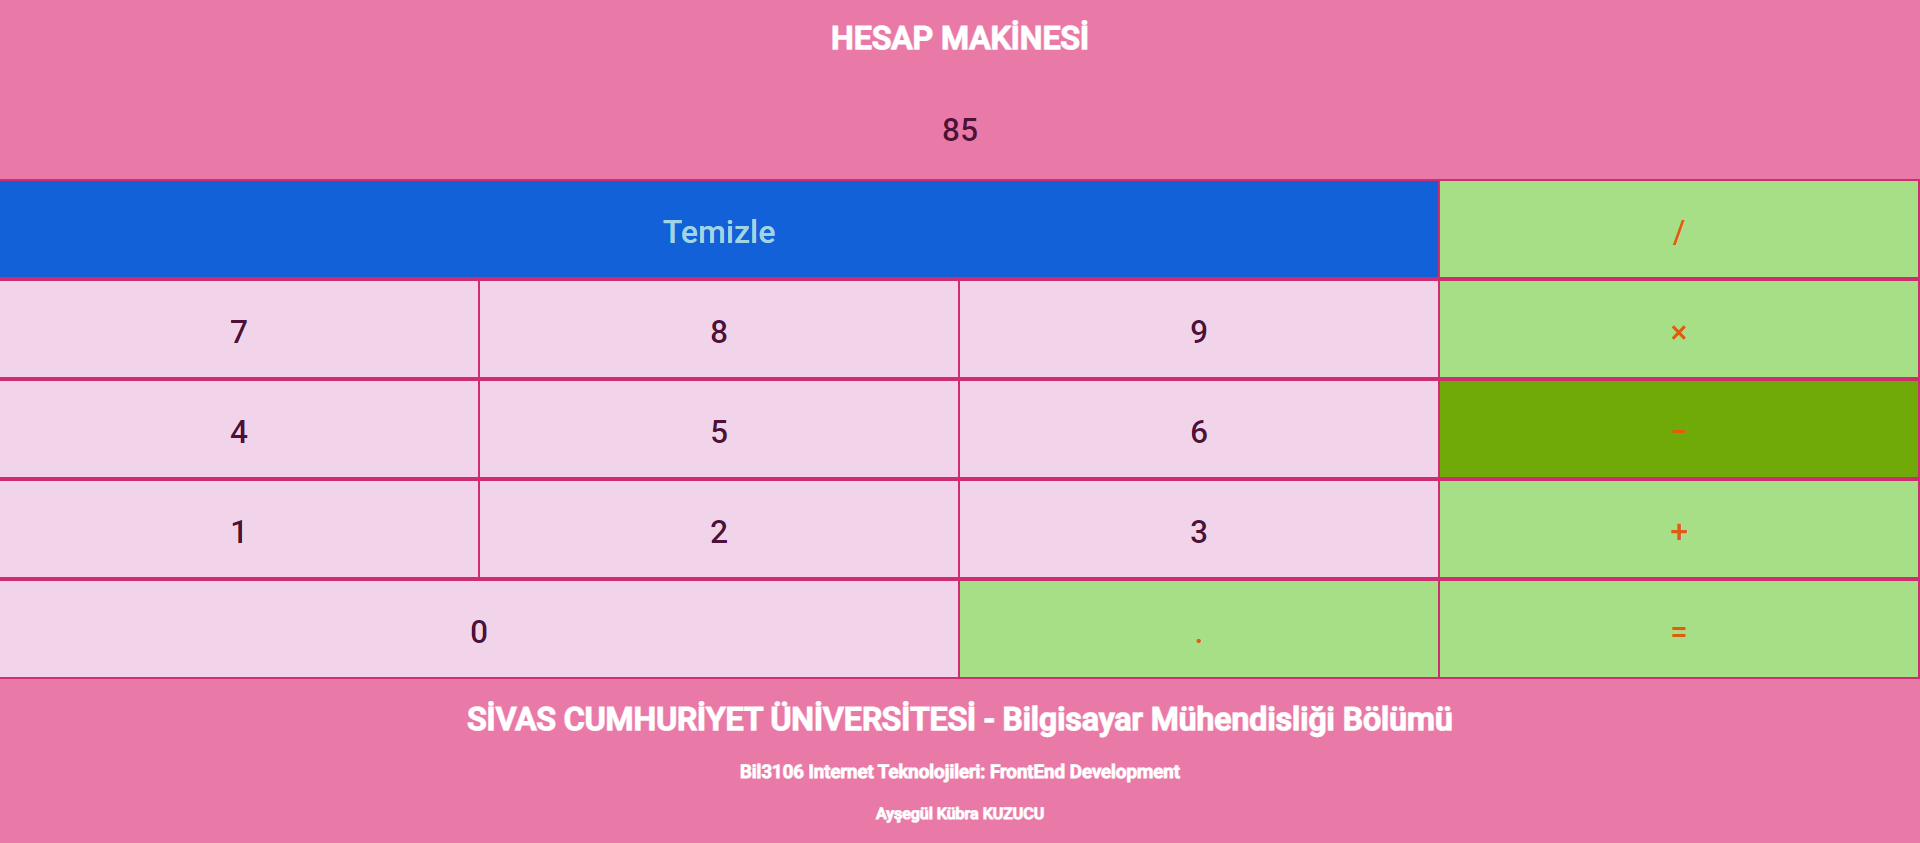 HESAP MAKİNESİ
85
Temizle /
7 8 9 ×
4 5 6 −
1 2 3 +
0 . =
SİVAS CUMHURİYET ÜNİVERSİTESİ - Bilgisayar Mühendisliği Bölümü
Bil3106 Internet Teknolojileri: FrontEnd Development
Ayşegül Kübra KUZUCU